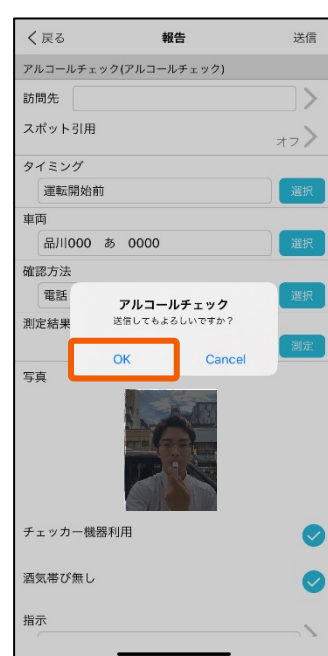 戻る 報告 送信
アルコールチェック(アルコールチェック)
訪問先
スポット引用
オフ
タイミング
運転開始前 選択
車両
品川000 あ 0000 選択
確認方法
電話 選択
アルコールチェック
送信してもよろしいですか？
OK Cancel
測定結果
測定
写真
チェッカー機器利用
酒気帯び無し
指示